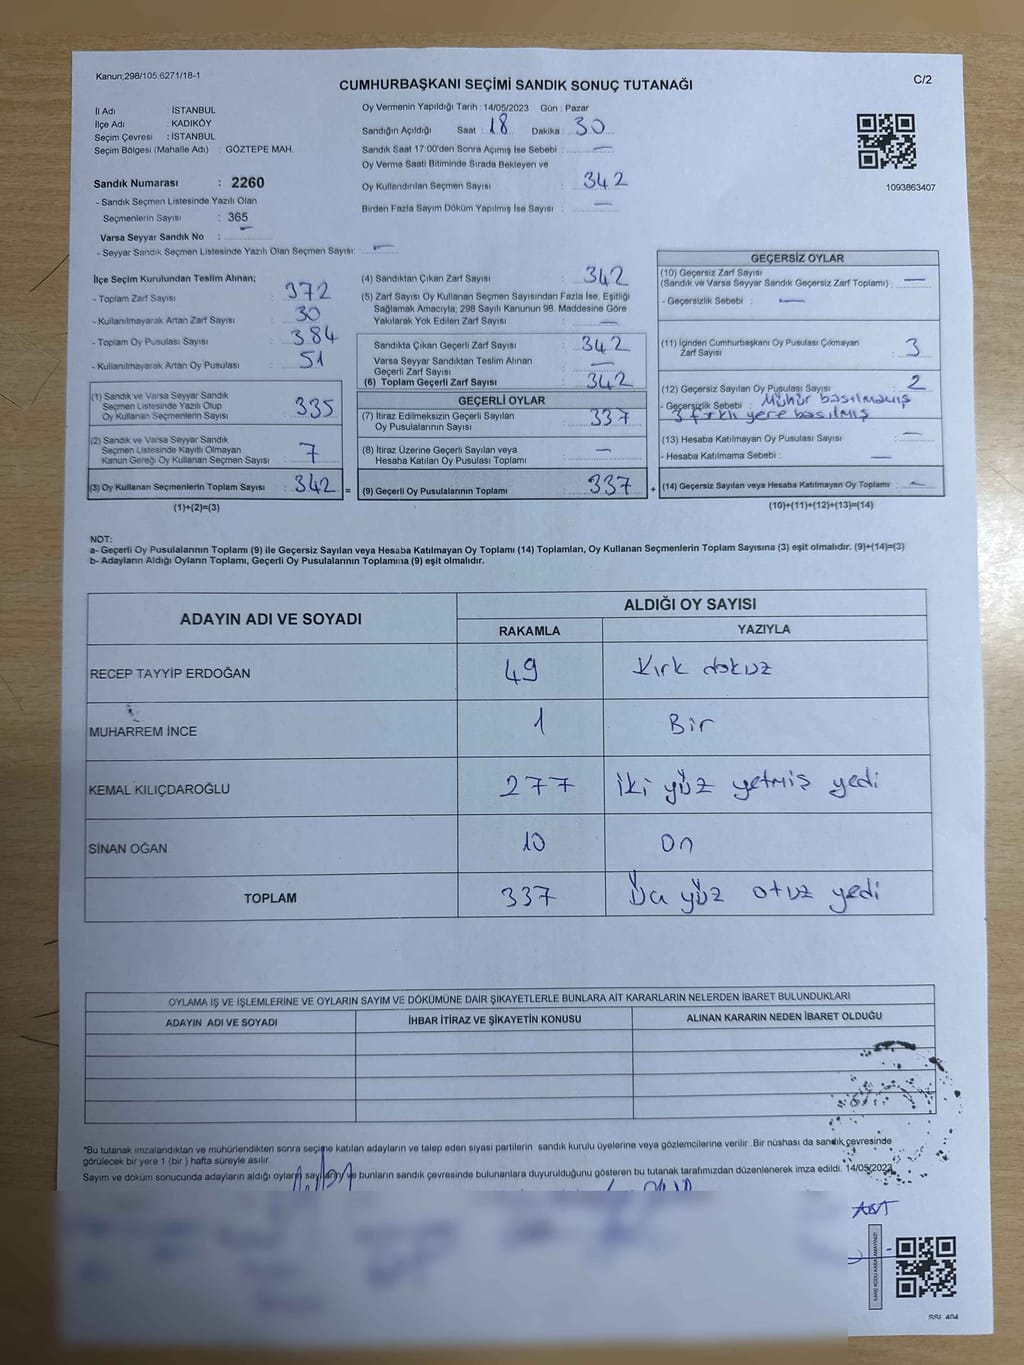 Kanun;298/105;6271/18-1
C/2
CUMHURBAŞKANI SEÇİMİ SANDIK SONUÇ TUTANAĞI
İl Adı : İSTANBUL
İlçe Adı : KADIKÖY
Seçim Çevresi : İSTANBUL
Seçim Bölgesi (Mahalle Adı) : GÖZTEPE MAH.
Sandık Numarası : 2260
- Sandık Seçmen Listesinde Yazılı Olan
Seçmenlerin Sayısı : 365
Varsa Seyyar Sandık No : —
- Seyyar Sandık Seçmen Listesinde Yazılı Olan Seçmen Sayısı: —
Oy Vermenin Yapıldığı Tarih : 14/05/2023 Gün : Pazar
Sandığın Açıldığı Saat : 18 Dakika : 30
Sandık Saat 17:00'den Sonra Açımış İse Sebebi : —
Oy Verme Saati Bitiminde Sırada Bekleyen ve
Oy Kullandırılan Seçmen Sayısı : 342
Birden Fazla Sayım Döküm Yapılmış İse Sayısı : —
1093863407
İlçe Seçim Kurulundan Teslim Alınan;
- Toplam Zarf Sayısı : 372
- Kullanılmayarak Artan Zarf Sayısı : 30
- Toplam Oy Pusulası Sayısı : 384
- Kullanılmayarak Artan Oy Pusulası : 51
(1) Sandık ve Varsa Seyyar Sandık
Seçmen Listesinde Yazılı Olup
Oy Kullanan Seçmenlerin Sayısı : 335
(2) Sandık ve Varsa Seyyar Sandık
Seçmen Listesinde Kayıtlı Olmayan
Kanun Gereği Oy Kullanan Seçmen Sayısı : 7
(3) Oy Kullanan Seçmenlerin Toplam Sayısı : 342 =
(1)+(2)=(3)
(4) Sandıktan Çıkan Zarf Sayısı : 342
(5) Zarf Sayısı Oy Kullanan Seçmen Sayısından Fazla İse, Eşitliği
Sağlamak Amacıyla; 298 Sayılı Kanunun 98. Maddesine Göre
Yakılarak Yok Edilen Zarf Sayısı : —
Sandıkta Çıkan Geçerli Zarf Sayısı : 342
Varsa Seyyar Sandıktan Teslim Alınan
Geçerli Zarf Sayısı : —
(6) Toplam Geçerli Zarf Sayısı : 342
GEÇERLİ OYLAR
(7) İtiraz Edilmeksizin Geçerli Sayılan
Oy Pusulalarının Sayısı : 337
(8) İtiraz Üzerine Geçerli Sayılan veya
Hesaba Katılan Oy Pusulası Toplamı : —
(9) Geçerli Oy Pusulalarının Toplamı : 337 +
GEÇERSİZ OYLAR
(10) Geçersiz Zarf Sayısı
(Sandık ve Varsa Seyyar Sandık Geçersiz Zarf Toplamı) : —
- Geçersizlik Sebebi : —
(11) İçinden Cumhurbaşkanı Oy Pusulası Çıkmayan
Zarf Sayısı : 3
(12) Geçersiz Sayılan Oy Pusulası Sayısı : 2
- Geçersizlik Sebebi : Mühür basılmamış
3 farklı yere basılmış
(13) Hesaba Katılmayan Oy Pusulası Sayısı : —
- Hesaba Katılmama Sebebi : —
(14) Geçersiz Sayılan veya Hesaba Katılmayan Oy Toplamı : —
(10)+(11)+(12)+(13)=(14)
NOT:
a- Geçerli Oy Pusulalarının Toplamı (9) ile Geçersiz Sayılan veya Hesaba Katılmayan Oy Toplamı (14) Toplamları, Oy Kullanan Seçmenlerin Toplam Sayısına (3) eşit olmalıdır. (9)+(14)=(3)
b- Adayların Aldığı Oyların Toplamı, Geçerli Oy Pusulalarının Toplamına (9) eşit olmalıdır.
ADAYIN ADI VE SOYADI
ALDIĞI OY SAYISI
RAKAMLA YAZIYLA
RECEP TAYYİP ERDOĞAN 49 Kırk dokuz
MUHARREM İNCE 1 Bir
KEMAL KILIÇDAROĞLU 277 iki yüz yetmiş yedi
SİNAN OĞAN 10 On
TOPLAM 337 Üç yüz otuz yedi
OYLAMA İŞ VE İŞLEMLERİNE VE OYLARIN SAYIM VE DÖKÜMÜNE DAİR ŞİKAYETLERLE BUNLARA AİT KARARLARIN NELERDEN İBARET BULUNDUKLARI
ADAYIN ADI VE SOYADI İHBAR İTİRAZ VE ŞİKAYETİN KONUSU ALINAN KARARIN NEDEN İBARET OLDUĞU
*Bu tutanak imzalandıktan ve mühürlendikten sonra seçime katılan adayların ve talep eden siyasi partilerin sandık kurulu üyelerine veya gözlemcilerine verilir .Bir nüshası da sandık çevresinde
görülecek bir yere 1 (bir ) hafta süreyle asılır.
Sayım ve döküm sonucunda adayların aldığı oyların sayılarını ve bunların sandık çevresinde bulunanlara duyurulduğunu gösteren bu tutanak tarafımızdan düzenlenerek imza edildi. 14/05/2023
KARE KODU KARALAMAYINIZ!